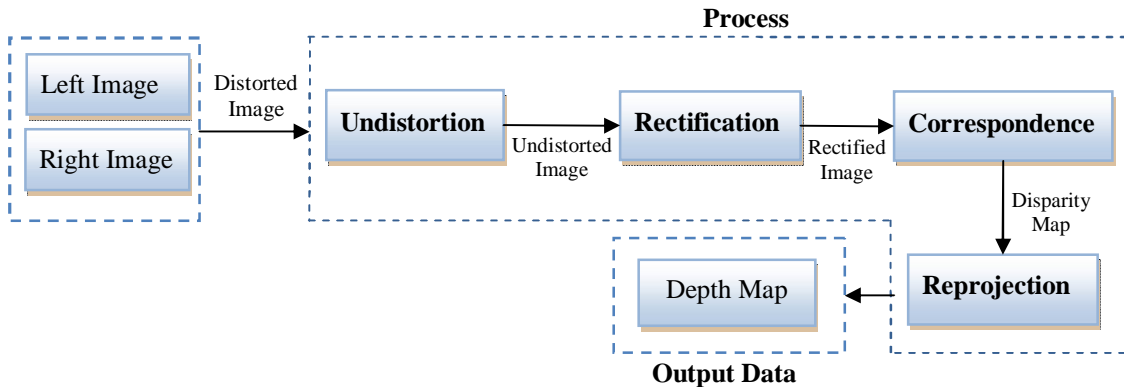 Process
Left Image
Right Image
Distorted
Image
Undistortion
Undistorted
Image
Rectification
Rectified
Image
Correspondence
Disparity
Map
Reprojection
Depth Map
Output Data